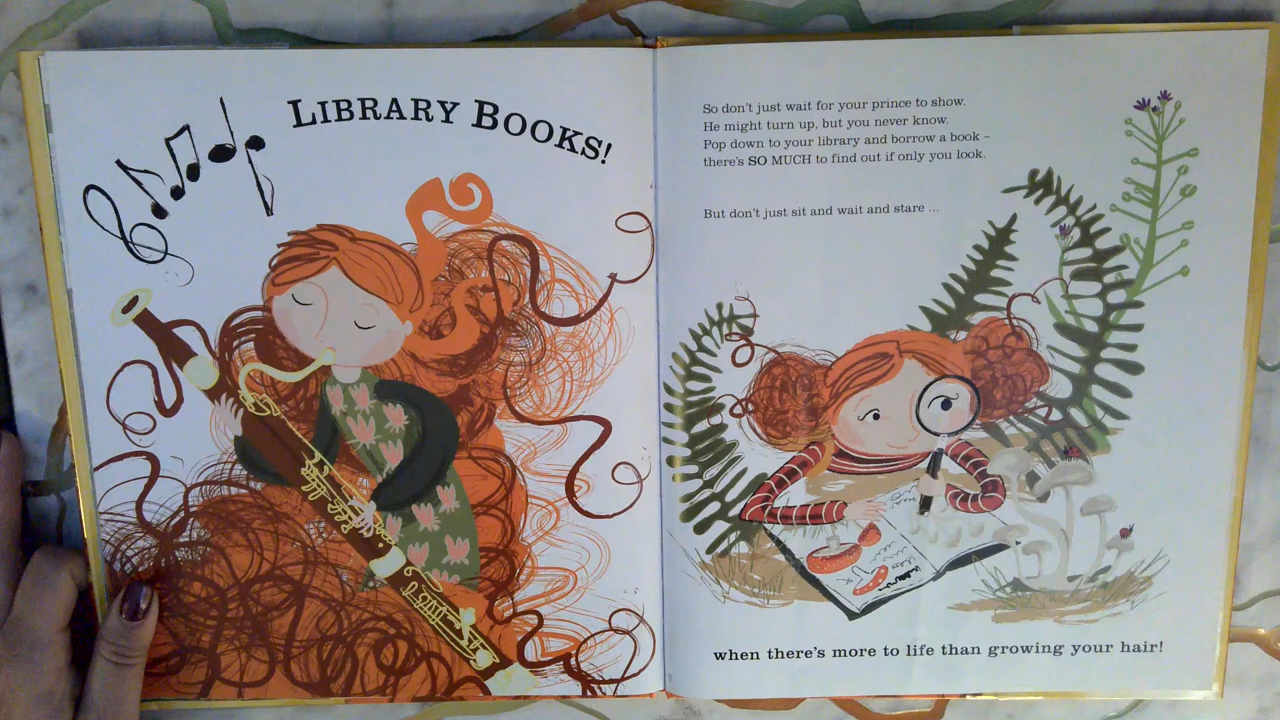 LIBRARY BOOKS!
So don't just wait for your prince to show.
He might turn up, but you never know.
Pop down to your library and borrow a book –
there's SO MUCH to find out if only you look.
But don't just sit and wait and stare ...
when there's more to life than growing your hair!